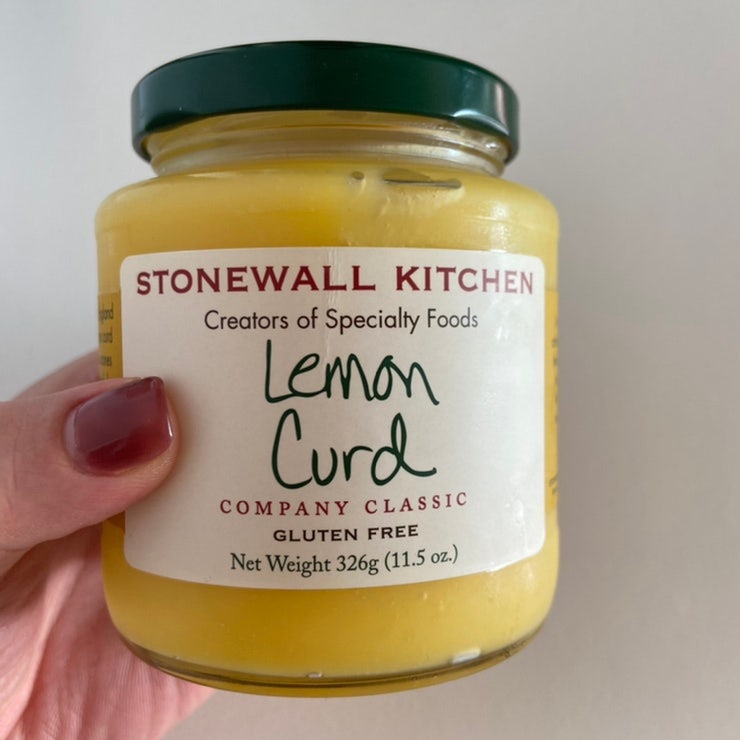 STONEWALL KITCHEN
Creators of Specialty Foods
Lemon
Curd
COMPANY CLASSIC
GLUTEN FREE
Net Weight 326g (11.5 oz.)